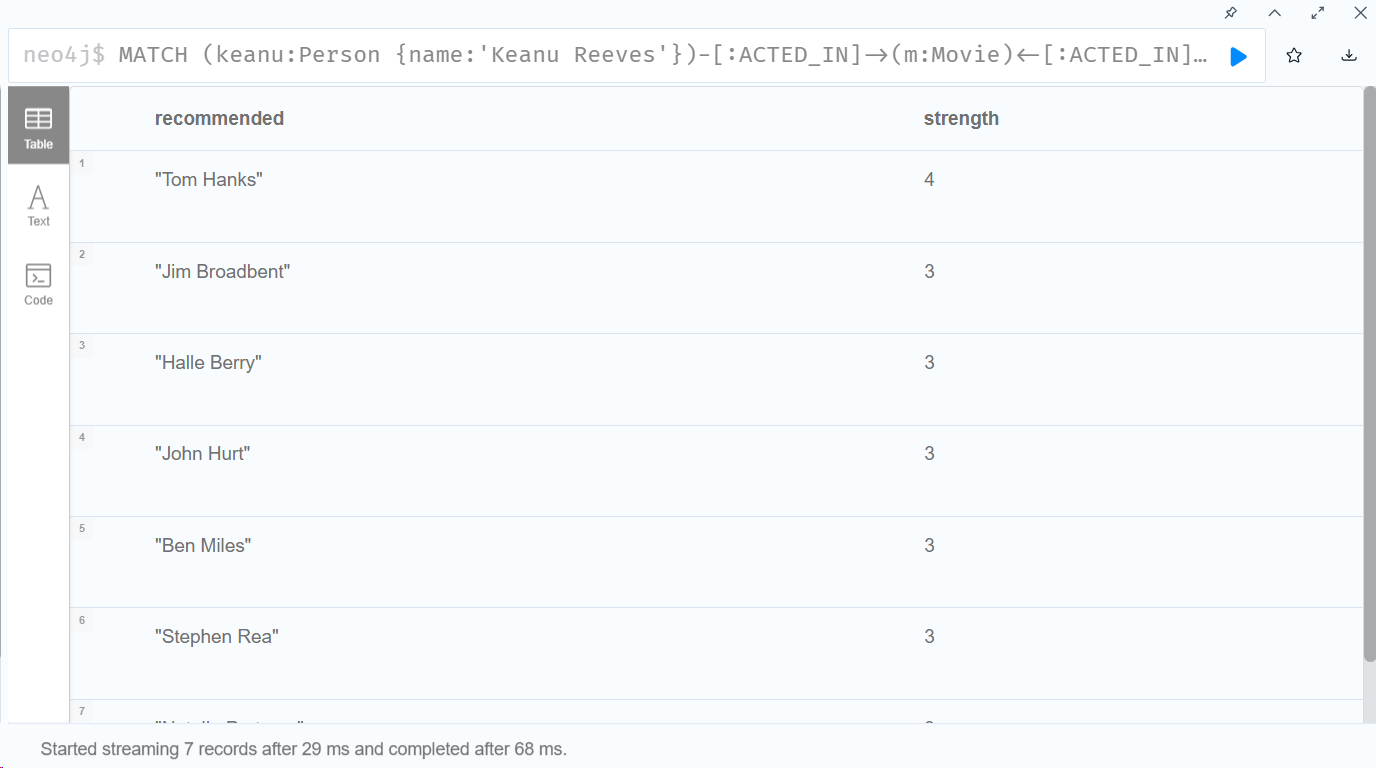 neo4j$ MATCH (keanu:Person {name:'Keanu Reeves'})-[:ACTED_IN]→(m:Movie)←[:ACTED_IN]…
Table
Text
Code
recommended strength
1 "Tom Hanks" 4
2 "Jim Broadbent" 3
3 "Halle Berry" 3
4 "John Hurt" 3
5 "Ben Miles" 3
6 "Stephen Rea" 3
7
Started streaming 7 records after 29 ms and completed after 68 ms.